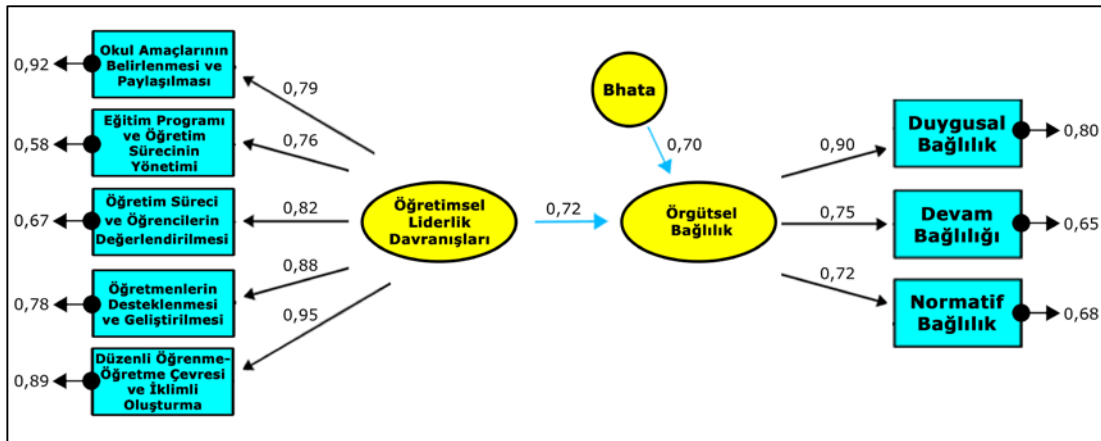 Okul Amaçlarının
Belirlenmesi ve
Paylaşılması
0,92
0,79
Eğitim Programı
ve Öğretim
Sürecinin
Yönetimi
0,58
0,76
Öğretim Süreci
ve Öğrencilerin
Değerlendirilmesi
0,67
0,82
Öğretmenlerin
Desteklenmesi
ve Geliştirilmesi
0,78
0,88
Düzenli Öğrenme-
Öğretme Çevresi
ve İklimli
Oluşturma
0,89
0,95
Öğretimsel
Liderlik
Davranışları
0,72
Bhata
0,70
Örgütsel
Bağlılık
0,90
Duygusal
Bağlılık
0,80
0,75
Devam
Bağlılığı
0,65
0,72
Normatif
Bağlılık
0,68